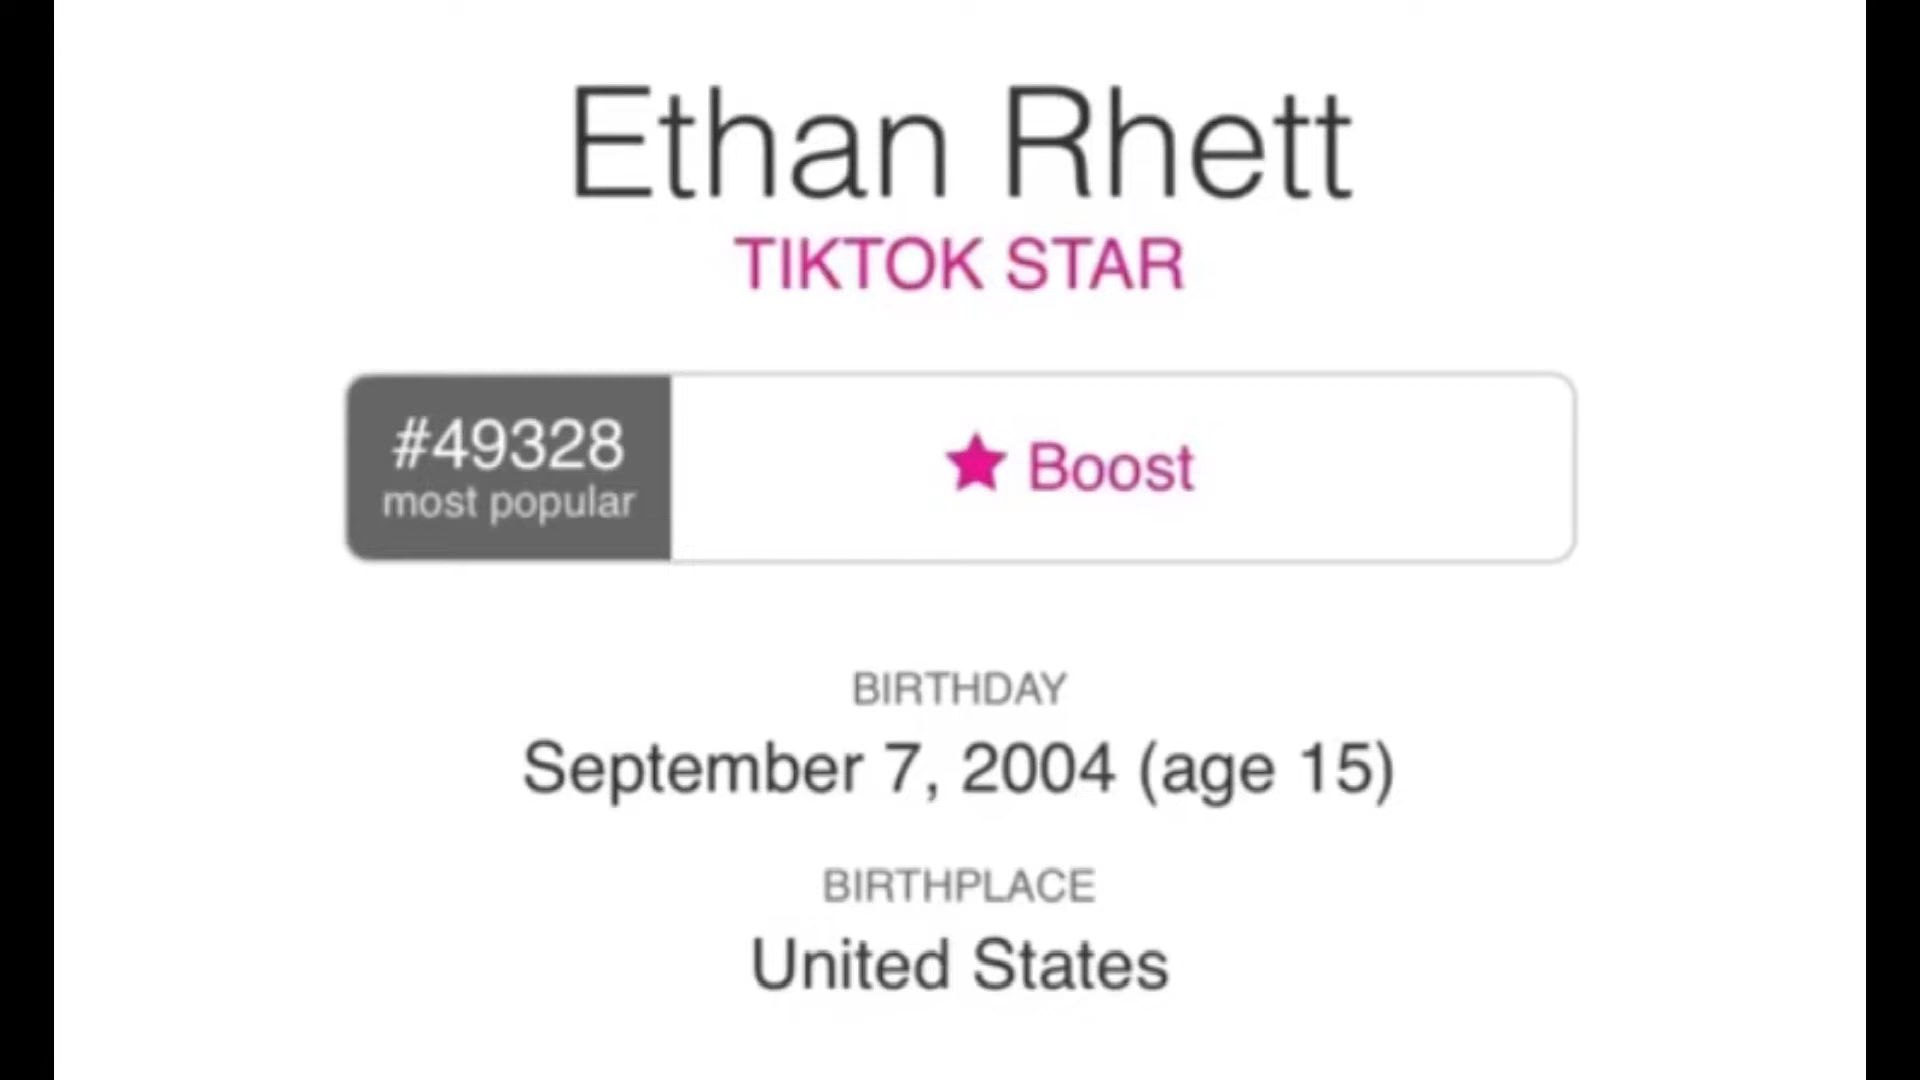 Ethan Rhett
TIKTOK STAR
#49328
most popular
Boost
BIRTHDAY
September 7, 2004 (age 15)
BIRTHPLACE
United States